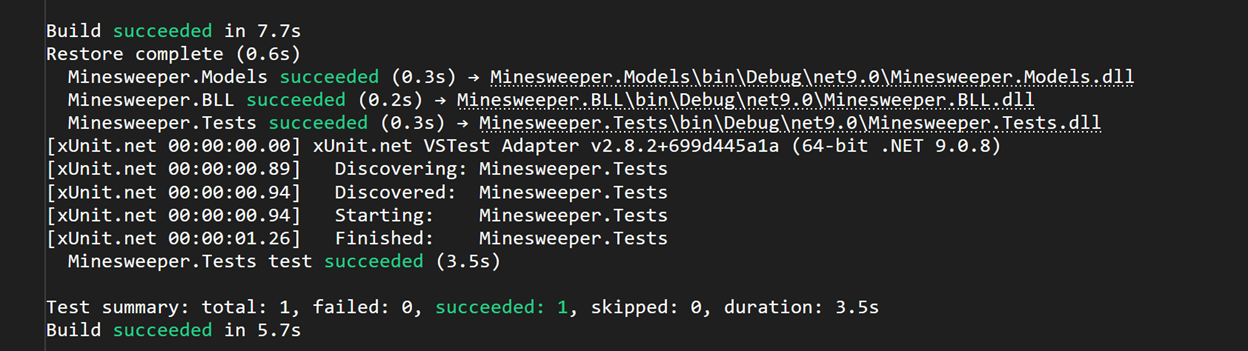 Build succeeded in 7.7s
Restore complete (0.6s)
  Minesweeper.Models succeeded (0.3s) → Minesweeper.Models\bin\Debug\net9.0\Minesweeper.Models.dll
  Minesweeper.BLL succeeded (0.2s) → Minesweeper.BLL\bin\Debug\net9.0\Minesweeper.BLL.dll
  Minesweeper.Tests succeeded (0.3s) → Minesweeper.Tests\bin\Debug\net9.0\Minesweeper.Tests.dll
[xUnit.net 00:00:00.00] xUnit.net VSTest Adapter v2.8.2+699d445a1a (64-bit .NET 9.0.8)
[xUnit.net 00:00:00.89]   Discovering: Minesweeper.Tests
[xUnit.net 00:00:00.94]   Discovered:  Minesweeper.Tests
[xUnit.net 00:00:00.94]   Starting:    Minesweeper.Tests
[xUnit.net 00:00:01.26]   Finished:    Minesweeper.Tests
  Minesweeper.Tests test succeeded (3.5s)
Test summary: total: 1, failed: 0, succeeded: 1, skipped: 0, duration: 3.5s
Build succeeded in 5.7s